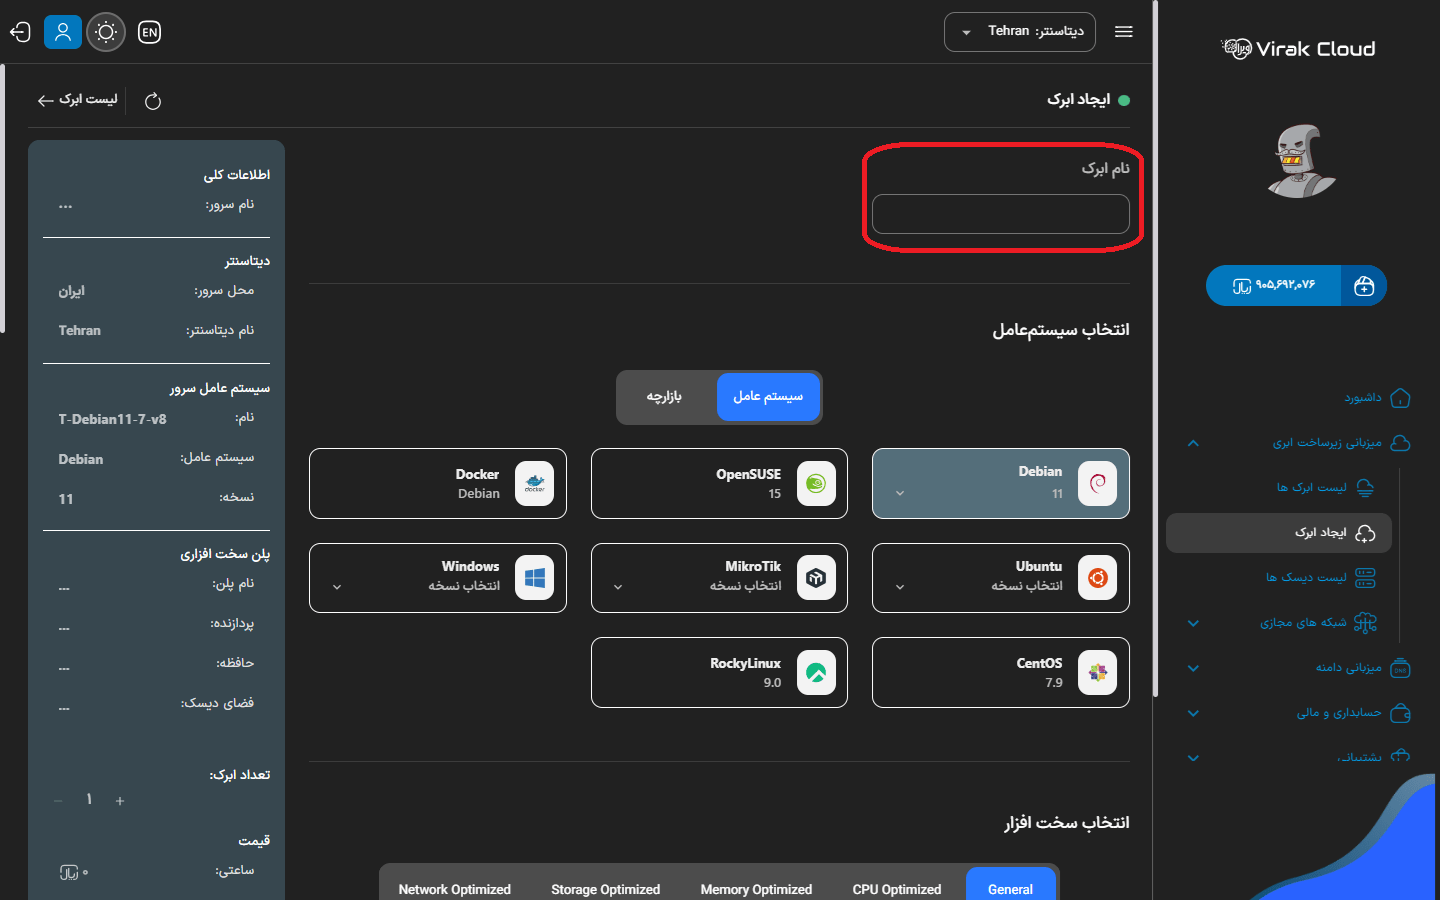 EN
دیتاسنتر: Tehran
Virak Cloud
۹۰۵,۶۹۲,۰۷۶
داشبورد
میزبانی زیرساخت ابری
لیست ابرک ها
ایجاد ابرک
لیست دیسک ها
شبکه های مجازی
میزبانی دامنه
حسابداری و مالی
پشتیبانی
ایجاد ابرک
لیست ابرک
نام ابرک
انتخاب سیستم‌عامل
سیستم عامل
بازارچه
Debian
11
OpenSUSE
15
Docker
Debian
Ubuntu
انتخاب نسخه
MikroTik
انتخاب نسخه
Windows
انتخاب نسخه
CentOS
7.9
RockyLinux
9.0
انتخاب سخت افزار
General
CPU Optimized
Memory Optimized
Storage Optimized
Network Optimized
اطلاعات کلی
نام سرور: ...
دیتاسنتر
محل سرور: ایران
نام دیتاسنتر: Tehran
سیستم عامل سرور
نام: T-Debian11-7-v8
سیستم عامل: Debian
نسخه: 11
پلن سخت افزاری
نام پلن: ...
پردازنده: ...
حافظه: ...
فضای دیسک: ...
تعداد ابرک:
+ ۱ −
قیمت
ساعتی: ۰ ریال